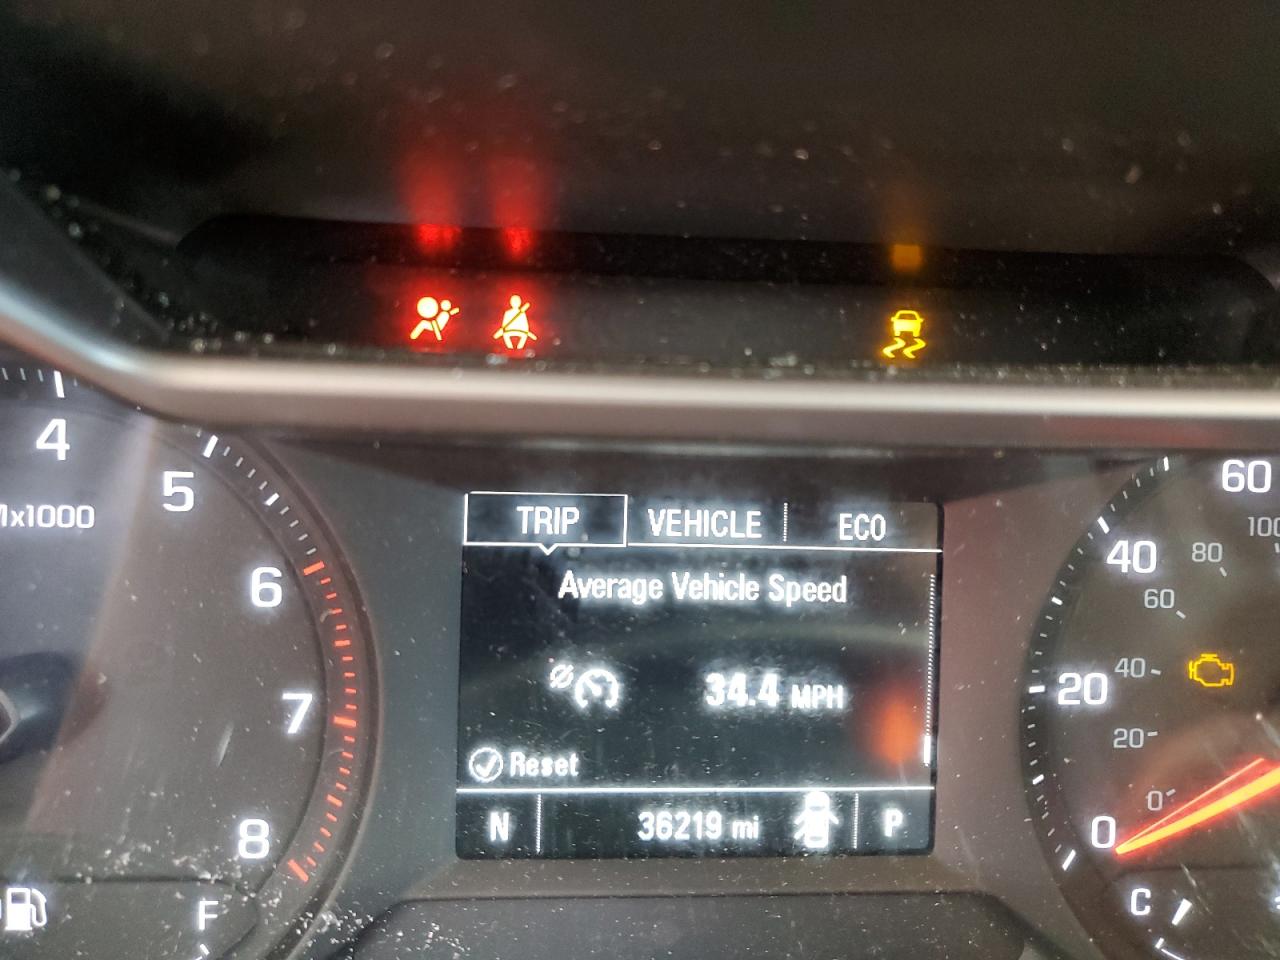 4
5
6
7
8
x1000
F
TRIP VEHICLE ECO
Average Vehicle Speed
34.4 MPH
Reset
N 36219 mi P
60
40
20
0
100
80
60
40
20
0
C